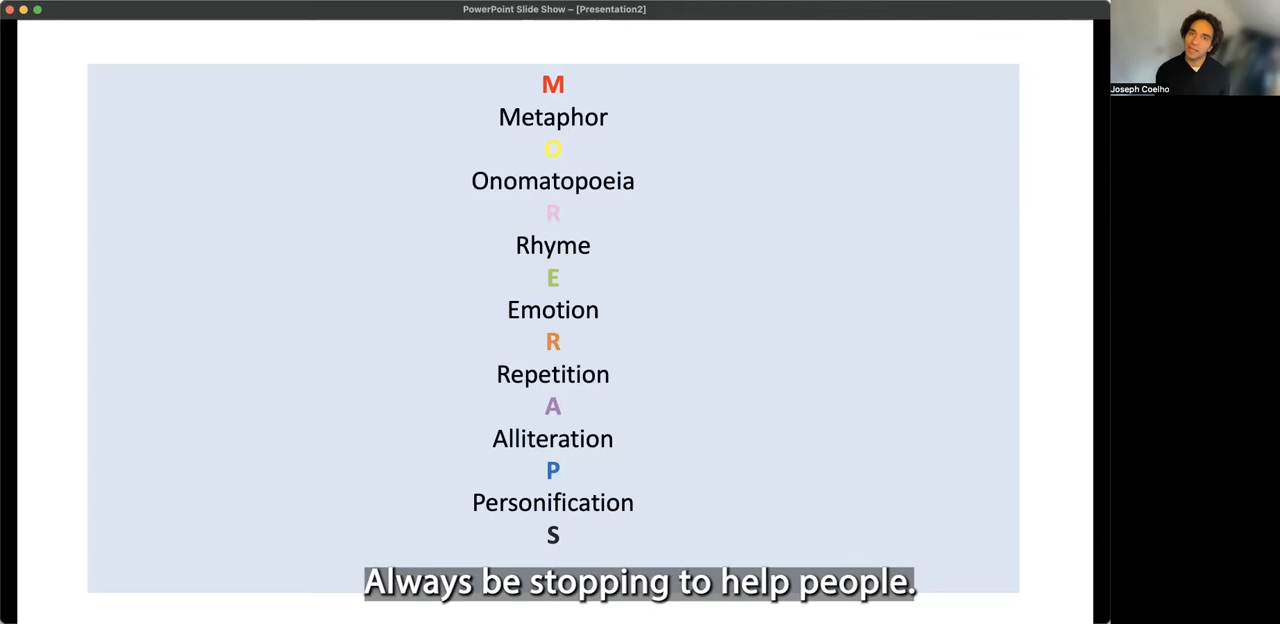 PowerPoint Slide Show – [Presentation2]
Joseph Coelho
M
Metaphor
O
Onomatopoeia
R
Rhyme
E
Emotion
R
Repetition
A
Alliteration
P
Personification
S
Always be stopping to help people.